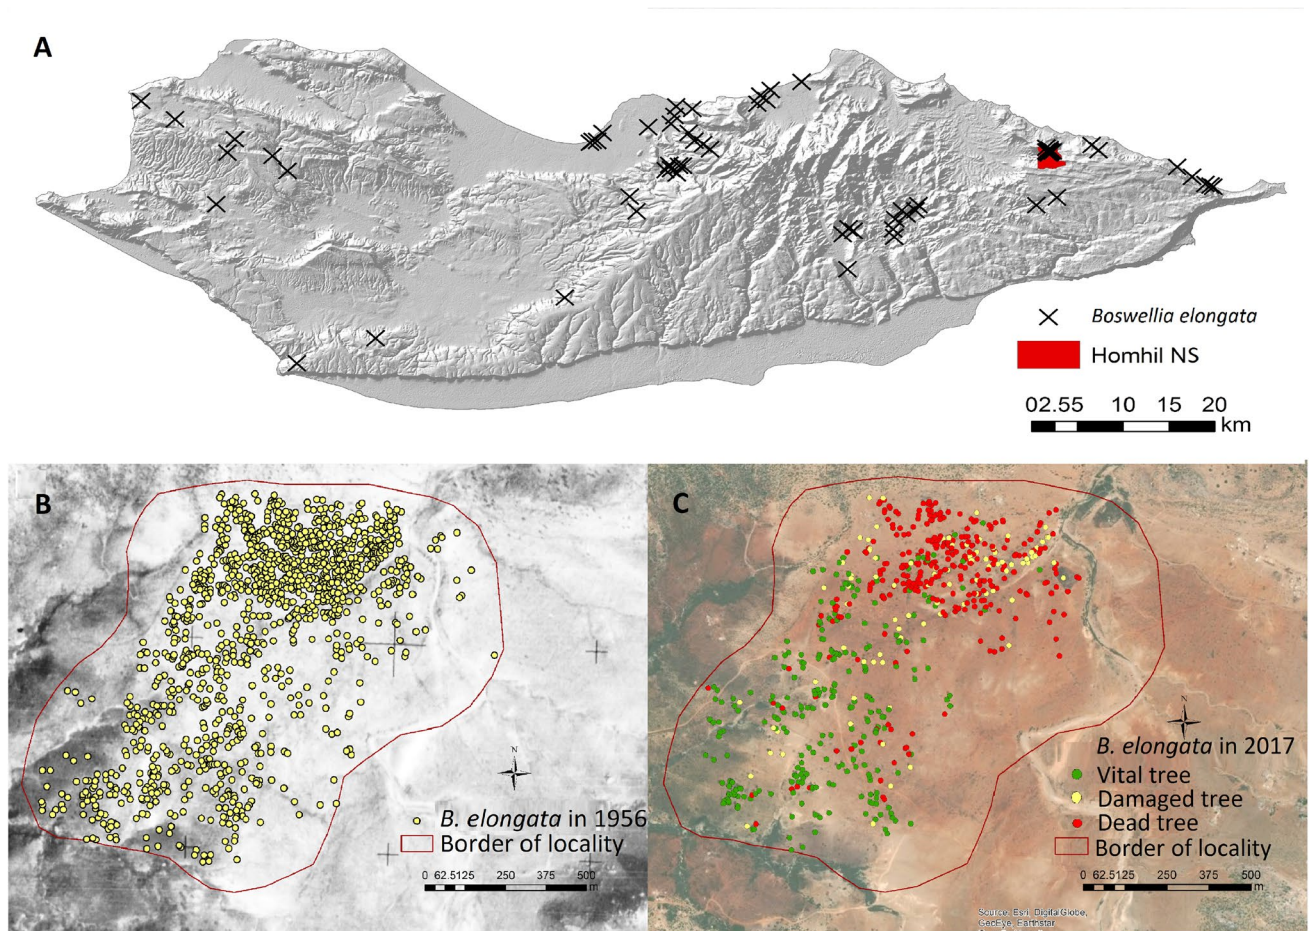 A
Boswellia elongata
Homhil NS
02.55 10 15 20
km
B
N
B. elongata in 1956
Border of locality
0 62.5125 250 375 500
m
C
N
B. elongata in 2017
Vital tree
Damaged tree
Dead tree
Border of locality
0 62.5125 250 375 500
m
Source: Esri, DigitalGlobe,
GeoEye, Earthstar